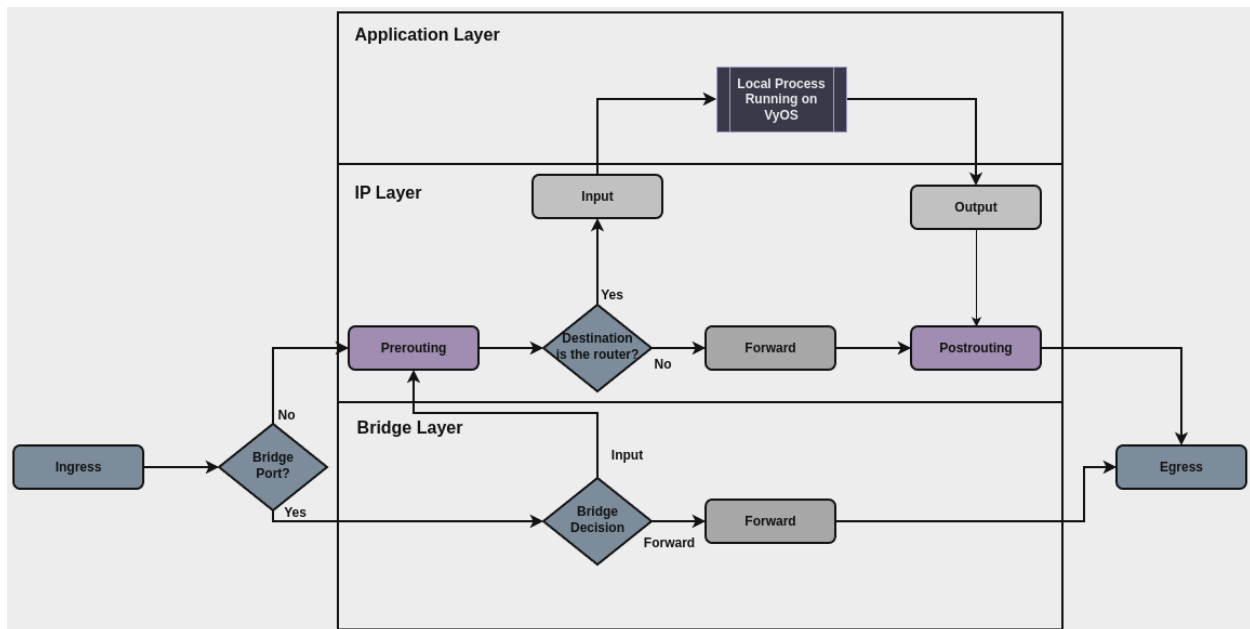 Application Layer
Local Process
Running on
VyOS
IP Layer
Input
Output
Yes
Prerouting
Destination
is the router?
No
Forward
Postrouting
No
Bridge Layer
Ingress
Bridge
Port?
Yes
Input
Bridge
Decision
Forward
Forward
Egress